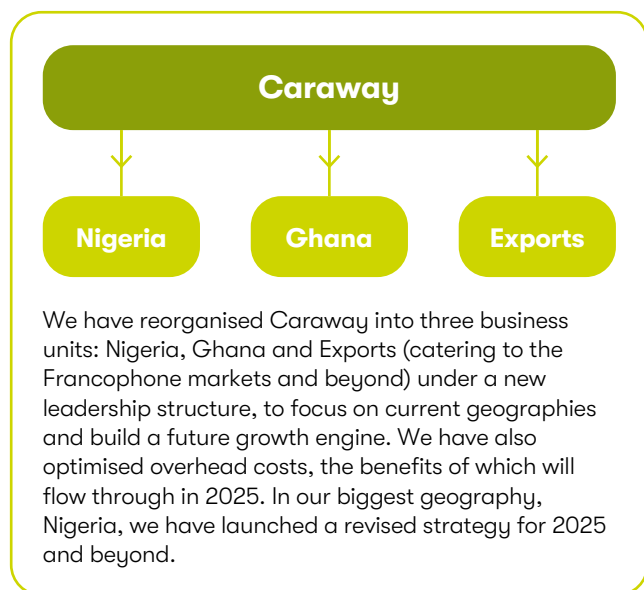 Caraway
Nigeria
Ghana
Exports
We have reorganised Caraway into three business
units: Nigeria, Ghana and Exports (catering to the
Francophone markets and beyond) under a new
leadership structure, to focus on current geographies
and build a future growth engine. We have also
optimised overhead costs, the benefits of which will
flow through in 2025. In our biggest geography,
Nigeria, we have launched a revised strategy for 2025
and beyond.